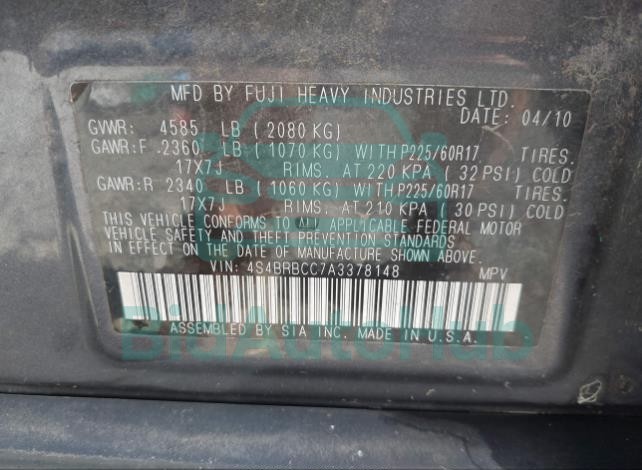 MFD BY FUJI HEAVY INDUSTRIES LTD.
DATE: 04/10
GVWR: 4585 LB (2080 KG)
GAWR:F .2360 LB (1070 KG) WITH P225/60R17 TIRES.
17X7J RIMS. AT 220 KPA (32 PSI) COLD
GAWR:R 2340 LB (1060 KG) WITH P225/60R17 TIRES.
17X7J RIMS. AT 210 KPA (30 PSI) COLD
THIS VEHICLE CONFORMS TO ALL APPLICABLE FEDERAL MOTOR
VEHICLE SAFETY AND THEFT PREVENTION STANDARDS
IN EFFECT ON THE DATE OF MANUFACTURE SHOWN ABOVE.
VIN: 4S4BRBCC7A3378148 MPV
ASSEMBLED BY SIA INC. MADE IN U.S.A.
BidAutoHub